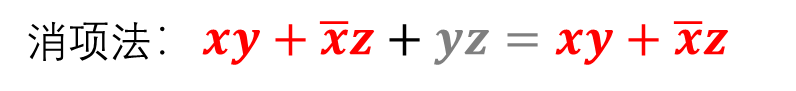 消项法：xy + x̅z + yz = xy + x̅z